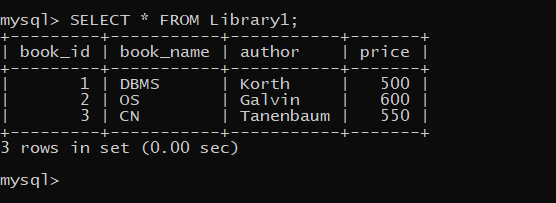 mysql> SELECT * FROM Library1;
+---------+-----------+-----------+-------+
| book_id | book_name | author    | price |
+---------+-----------+-----------+-------+
|       1 | DBMS      | Korth     |   500 |
|       2 | OS        | Galvin    |   600 |
|       3 | CN        | Tanenbaum |   550 |
+---------+-----------+-----------+-------+
3 rows in set (0.00 sec)
mysql>